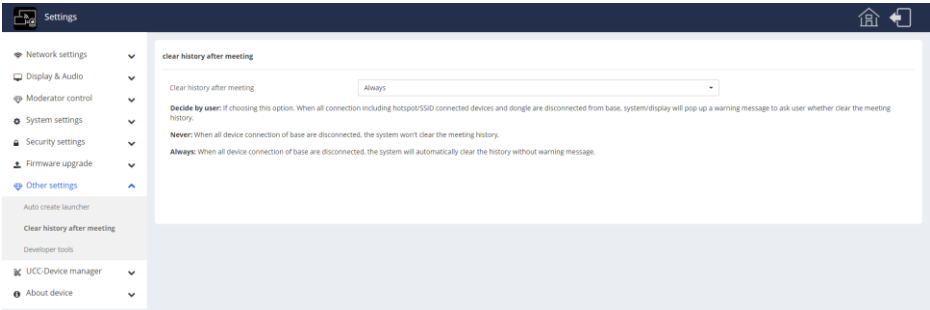 Settings
Network settings
Display & Audio
Moderator control
System settings
Security settings
Firmware upgrade
Other settings
Auto create launcher
Clear history after meeting
Developer tools
UCC-Device manager
About device
clear history after meeting
Clear history after meeting
Always
Decide by user: If choosing this option. When all connection including hotspot/SSID connected devices and dongle are disconnected from base, system/display will pop up a warning message to ask user whether clear the meeting
history.
Never: When all device connection of base are disconnected, the system won't clear the meeting history.
Always: When all device connection of base are disconnected, the system will automatically clear the history without warning message.